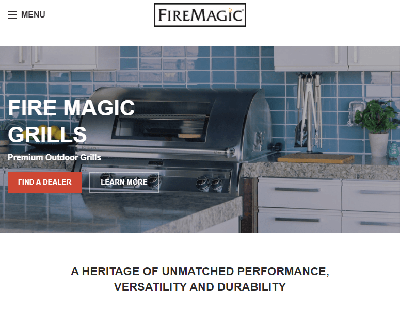 MENU
FIREMAGIC
FIRE MAGIC
GRILLS
Premium Outdoor Grills
FIND A DEALER
LEARN MORE
A HERITAGE OF UNMATCHED PERFORMANCE,
VERSATILITY AND DURABILITY